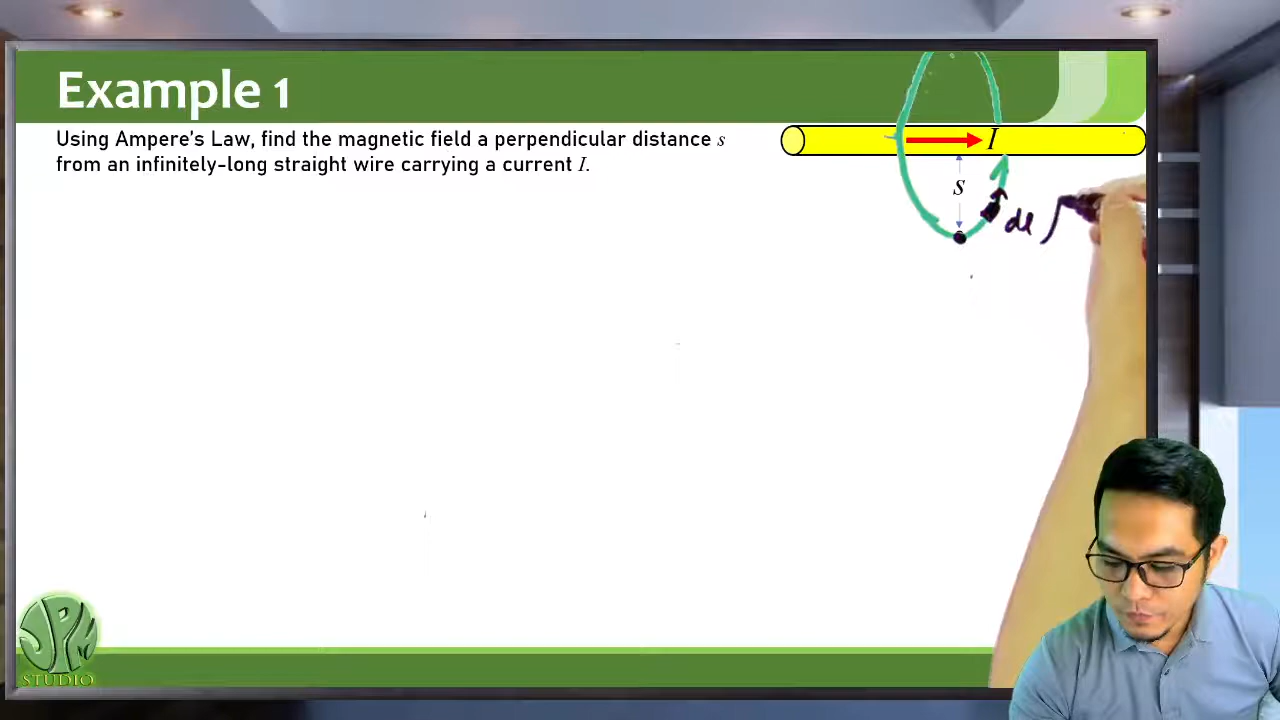 Example 1
Using Ampere's Law, find the magnetic field a perpendicular distance s
from an infinitely-long straight wire carrying a current I.
I
s
dl
JPM
STUDIO